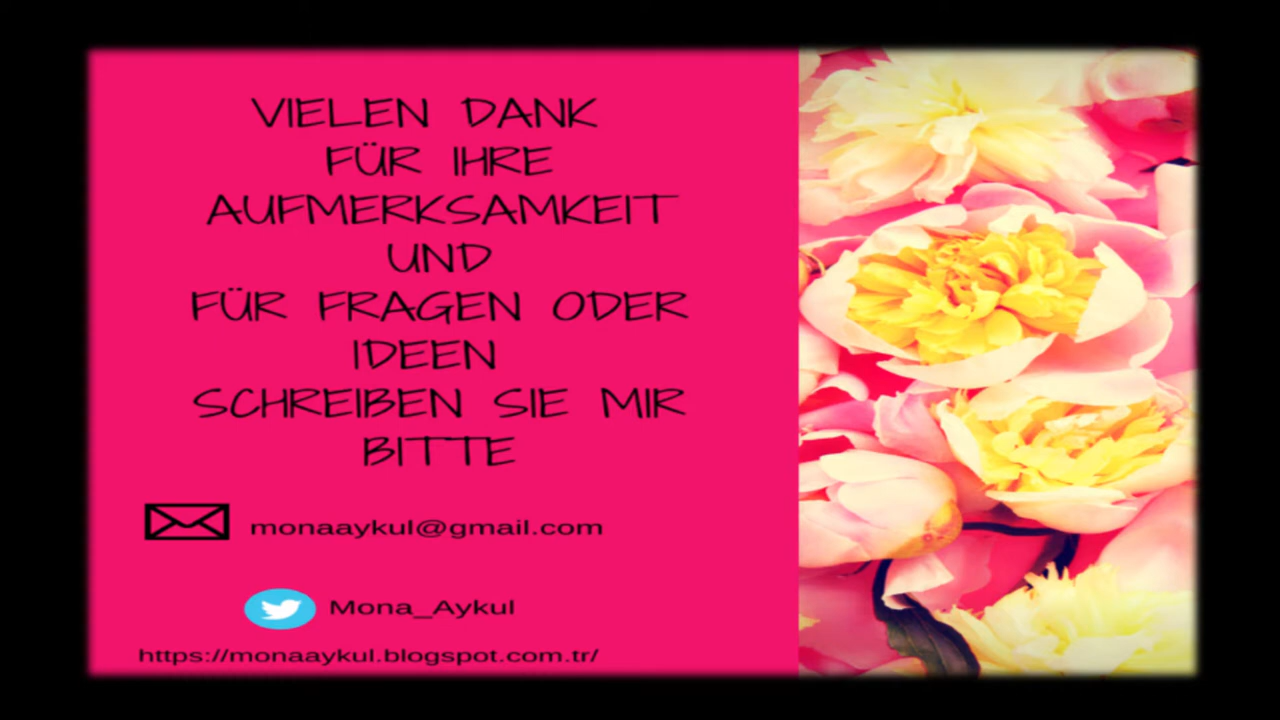 VIELEN DANK
FÜR IHRE
AUFMERKSAMKEIT
UND
FÜR FRAGEN ODER
IDEEN
SCHREIBEN SIE MIR
BITTE
monaaykul@gmail.com
Mona_Aykul
https://monaaykul.blogspot.com.tr/